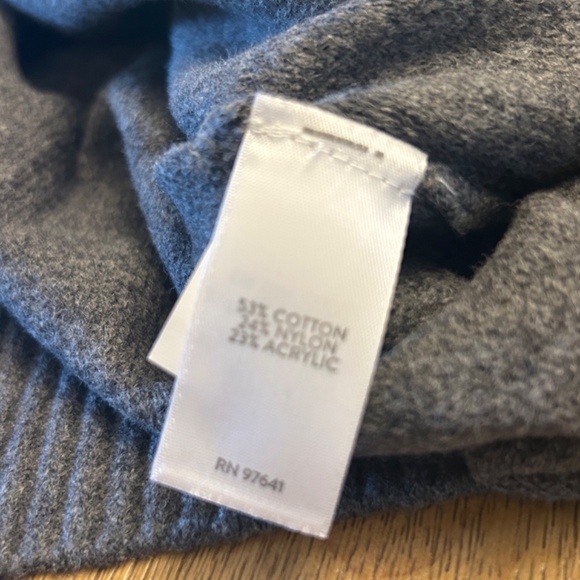 53% COTTON
24% NYLON
23% ACRYLIC
RN 97641